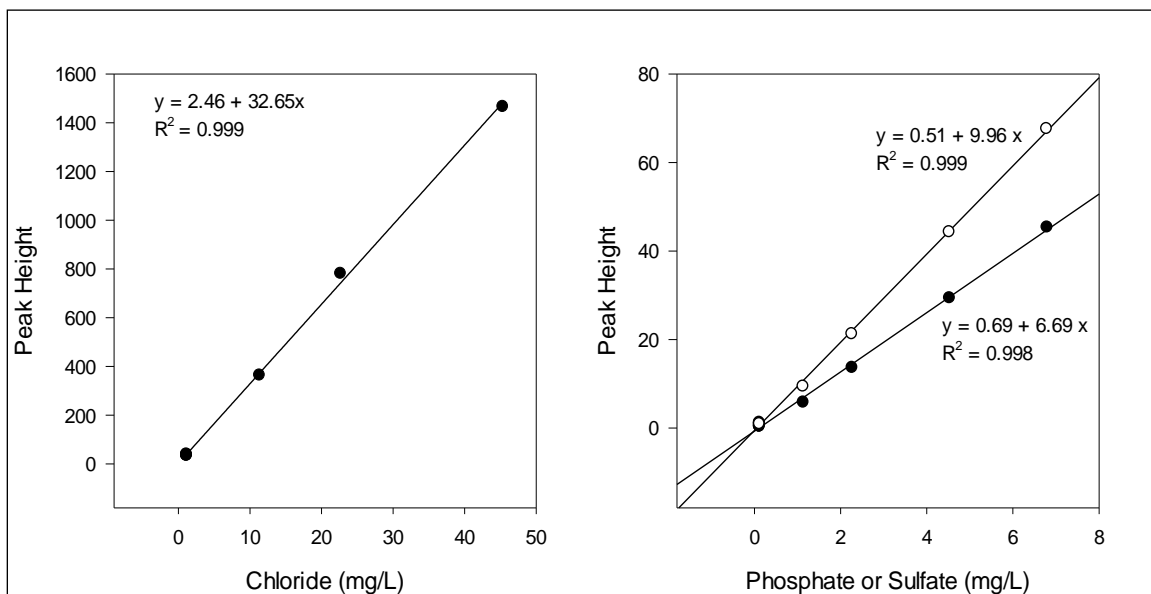 1600
1400
1200
1000
800
600
400
200
0
y = 2.46 + 32.65x
R² = 0.999
Peak Height
0 10 20 30 40 50
Chloride (mg/L)
80
60
40
20
0
y = 0.51 + 9.96 x
R² = 0.999
y = 0.69 + 6.69 x
R² = 0.998
Peak Height
0 2 4 6 8
Phosphate or Sulfate (mg/L)